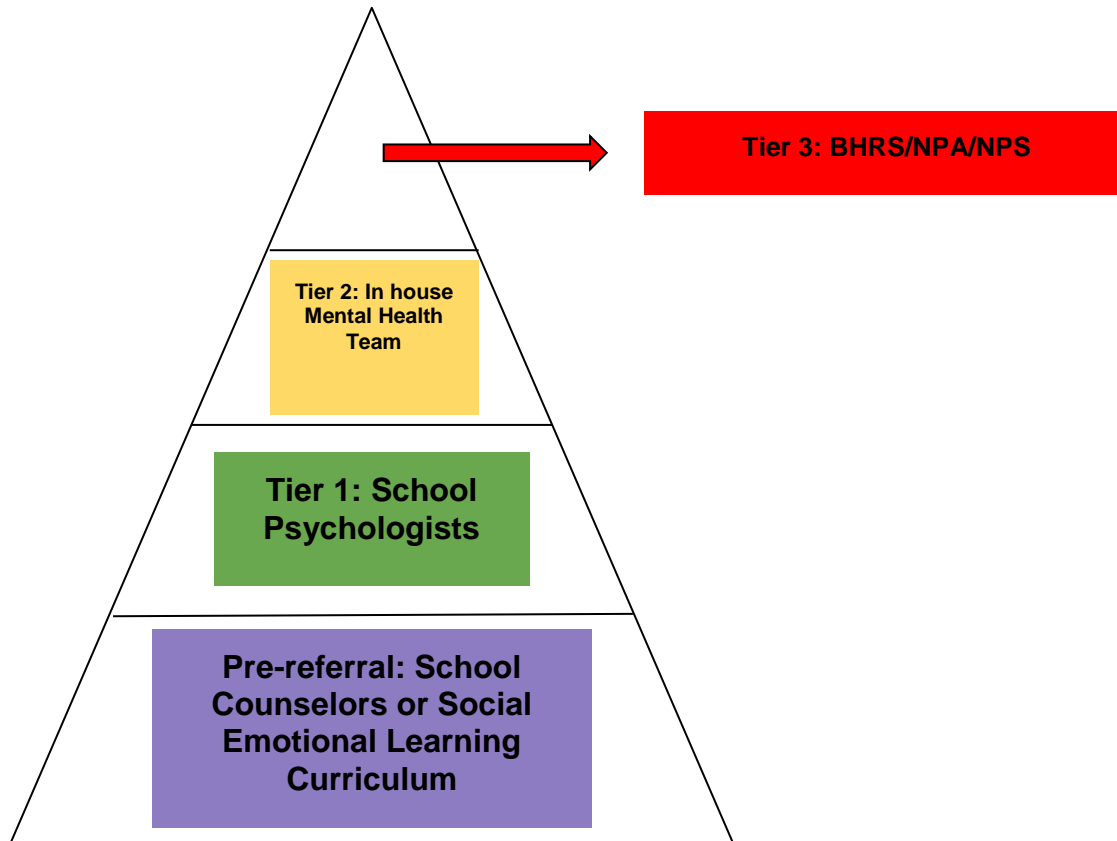 Tier 3: BHRS/NPA/NPS
Tier 2: In house
Mental Health
Team
Tier 1: School
Psychologists
Pre-referral: School
Counselors or Social
Emotional Learning
Curriculum